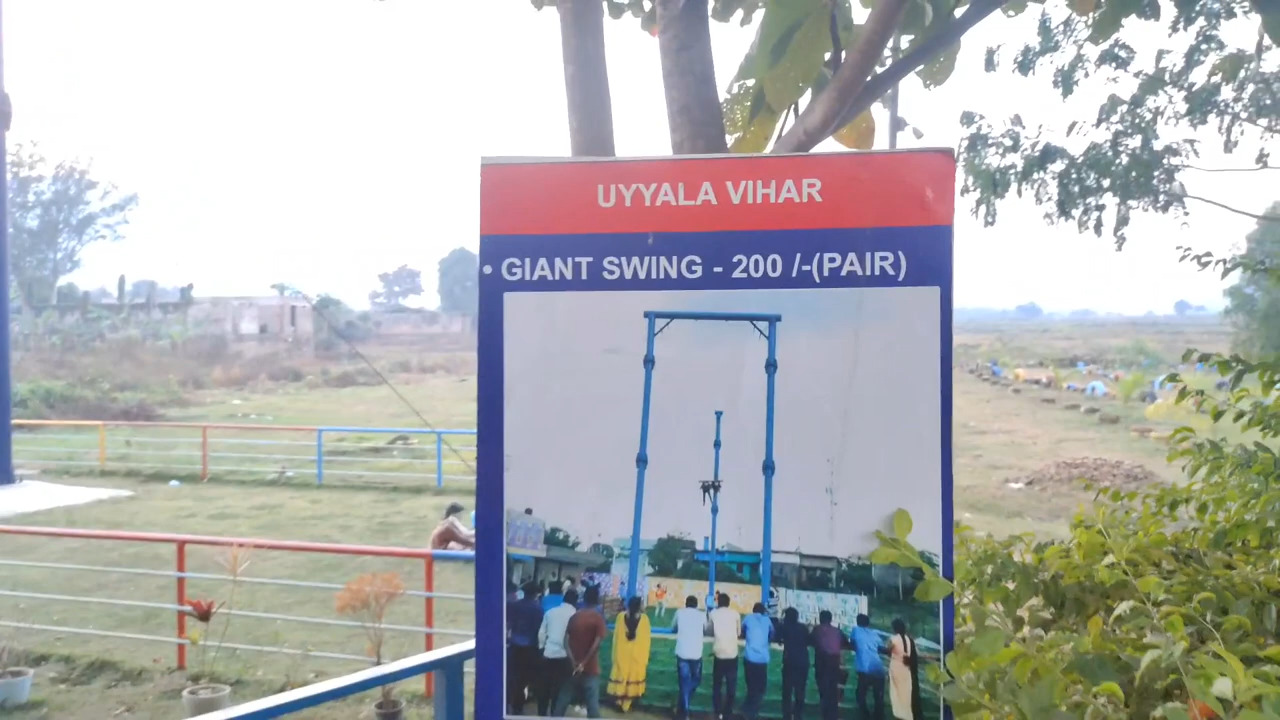 UYYALA VIHAR
• GIANT SWING - 200 /-(PAIR)